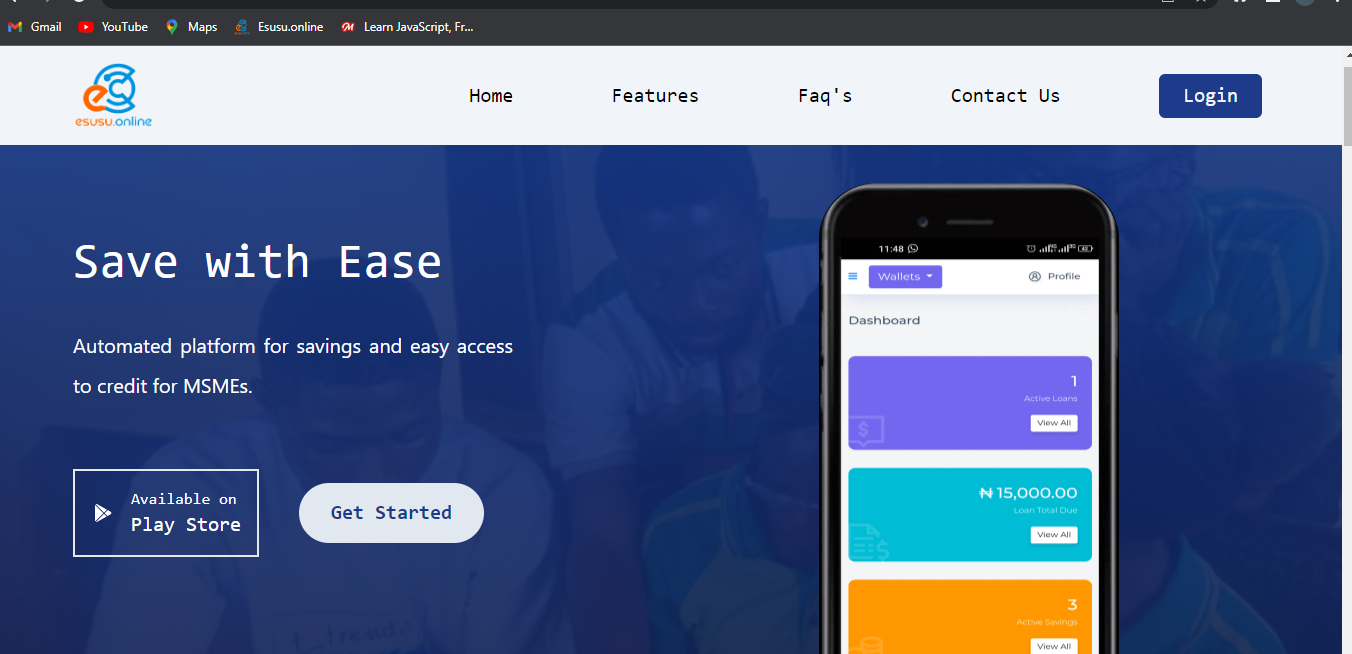 Gmail
YouTube
Maps
Esusu.online
Learn JavaScript, Fr...
esusu.online
Home
Features
Faq's
Contact Us
Login
Save with Ease
Automated platform for savings and easy access
to credit for MSMEs.
Available on
Play Store
Get Started
11:48
Wallets
Profile
Dashboard
1
Active Loans
View All
₦ 15,000.00
Loan Total Due
View All
3
Active Savings
View All